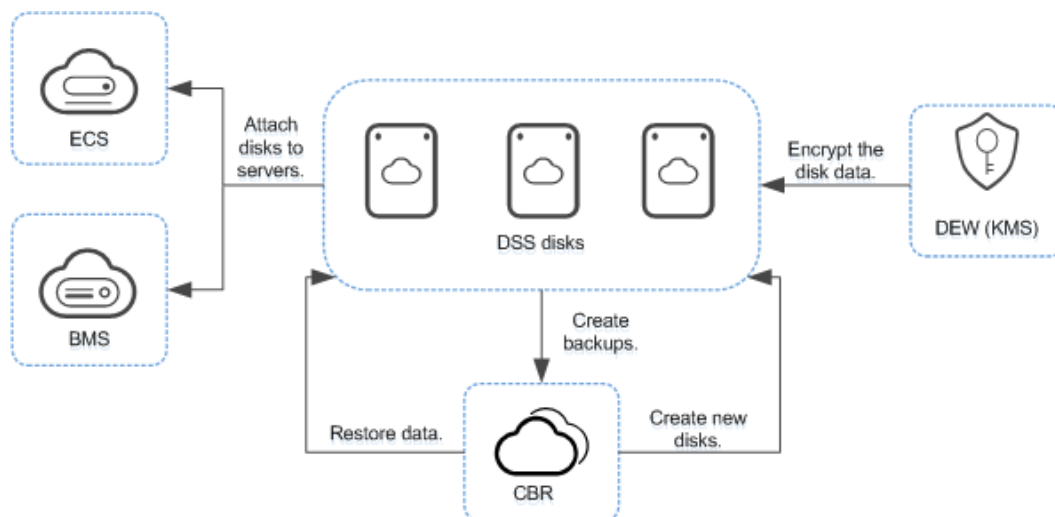 ECS
Attach
disks to
servers.
Encrypt the
disk data.
DSS disks
DEW (KMS)
BMS
Create
backups.
Restore data.
Create new
disks.
CBR